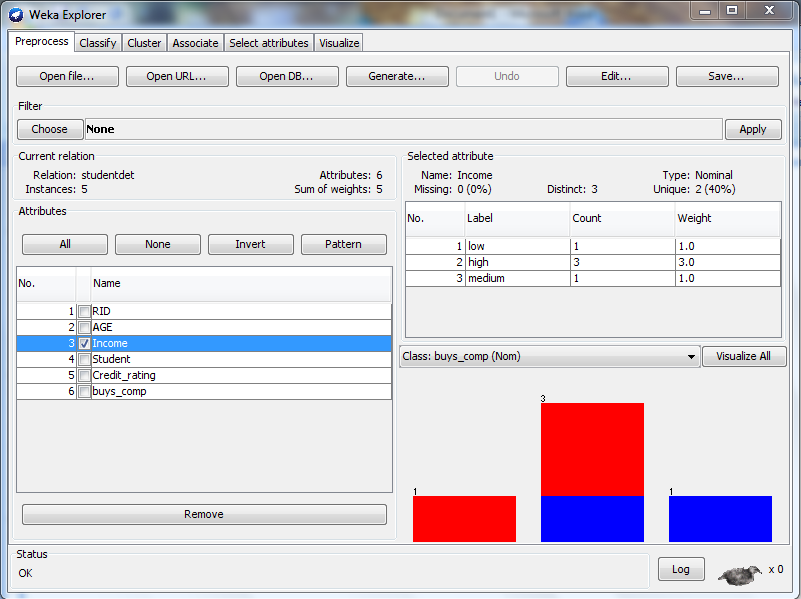 Weka Explorer
Preprocess Classify Cluster Associate Select attributes Visualize
Open file... Open URL... Open DB... Generate... Undo Edit... Save...
Filter
Choose None Apply
Current relation
Relation: studentdet Attributes: 6
Instances: 5 Sum of weights: 5
Selected attribute
Name: Income Type: Nominal
Missing: 0 (0%) Distinct: 3 Unique: 2 (40%)
Attributes
All None Invert Pattern
No. Name
1 RID
2 AGE
3 Income
4 Student
5 Credit_rating
6 buys_comp
Remove
No. Label Count Weight
1 low 1 1.0
2 high 3 3.0
3 medium 1 1.0
Class: buys_comp (Nom) Visualize All
1
3
1
Status
OK
Log x 0